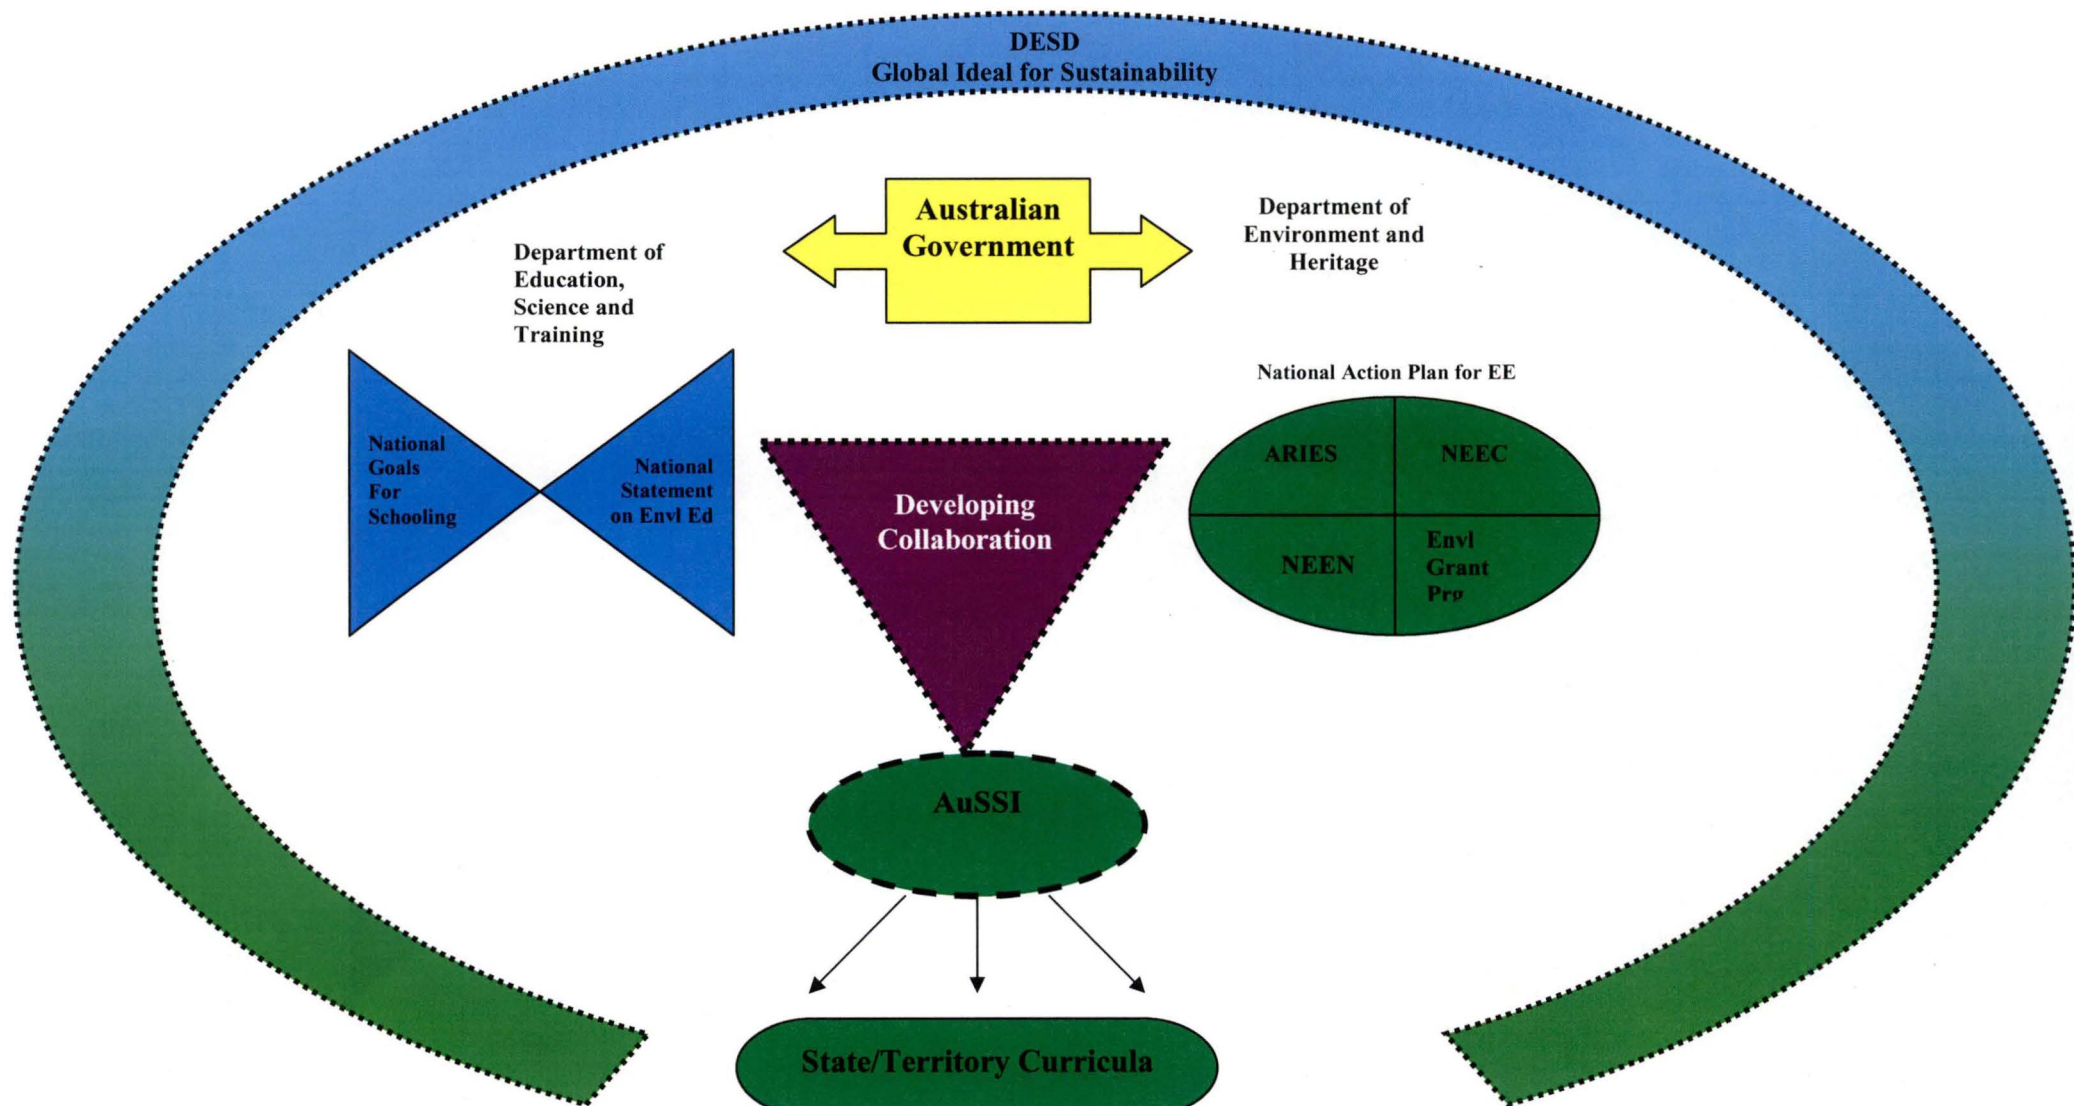 DESD
Global Ideal for Sustainability
Australian
Government
Department of
Environment and
Heritage
Department of
Education,
Science and
Training
National Action Plan for EE
National
Goals
For
Schooling
National
Statement
on Envl Ed
Developing
Collaboration
ARIES
NEEC
NEEN
Envl
Grant
Prg
AuSSI
State/Territory Curricula